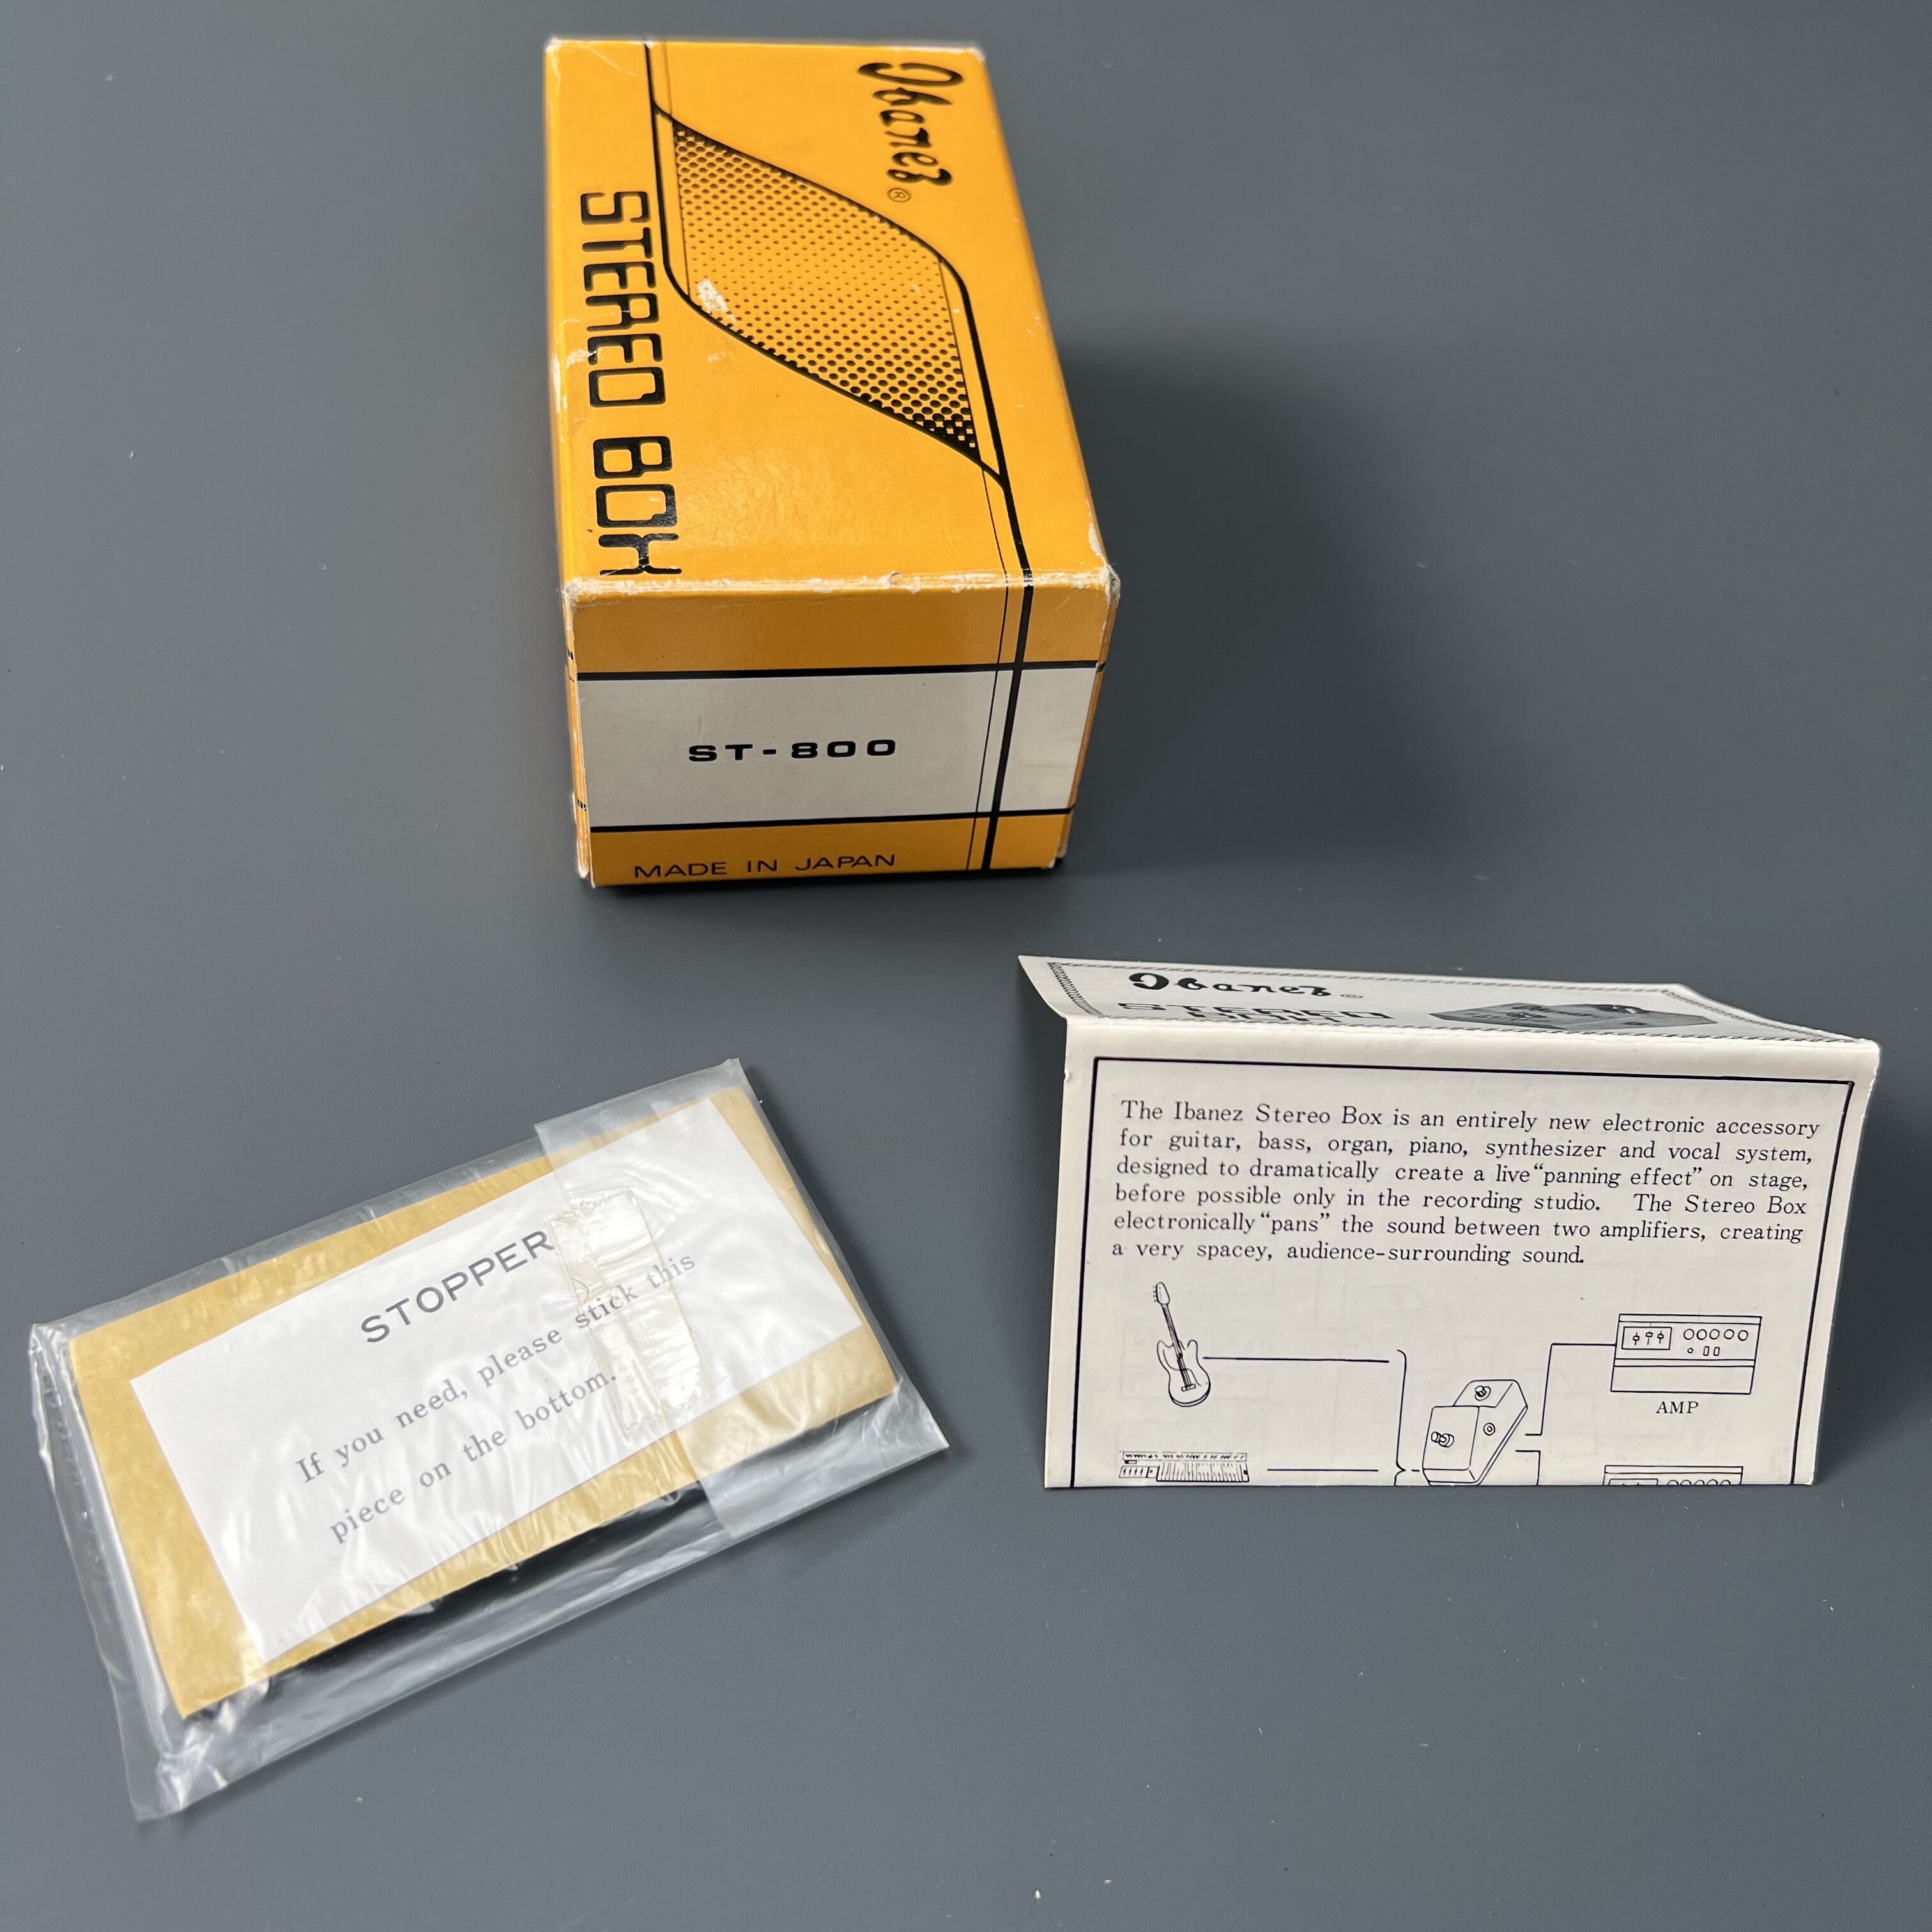 Ibanez®
STEREO BOX
ST-800
MADE IN JAPAN
Ibanez®
STEREO
BOX
The Ibanez Stereo Box is an entirely new electronic accessory
for guitar, bass, organ, piano, synthesizer and vocal system,
designed to dramatically create a live “panning effect” on stage,
before possible only in the recording studio. The Stereo Box
electronically “pans” the sound between two amplifiers, creating
a very spacey, audience-surrounding sound.
AMP
STOPPER
If you need, please stick this
piece on the bottom.